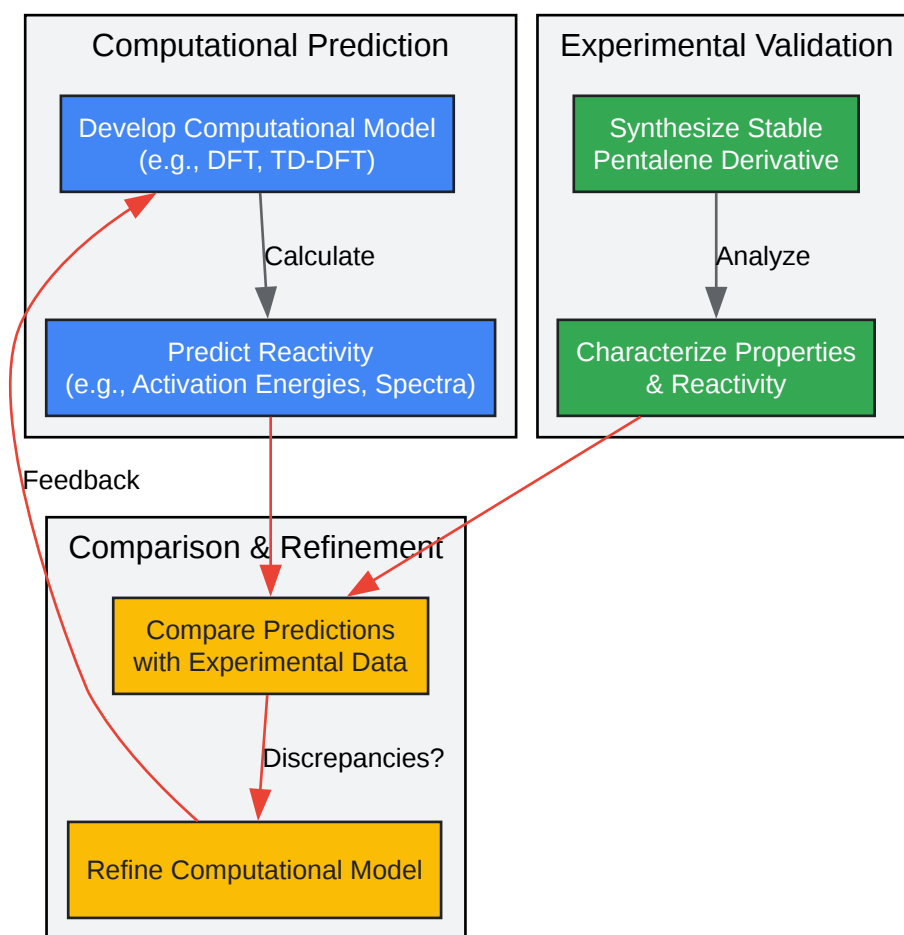 Computational Prediction
Develop Computational Model
(e.g., DFT, TD-DFT)
Calculate
Predict Reactivity
(e.g., Activation Energies, Spectra)
Experimental Validation
Synthesize Stable
Pentalene Derivative
Analyze
Characterize Properties
& Reactivity
Feedback
Comparison & Refinement
Compare Predictions
with Experimental Data
Discrepancies?
Refine Computational Model